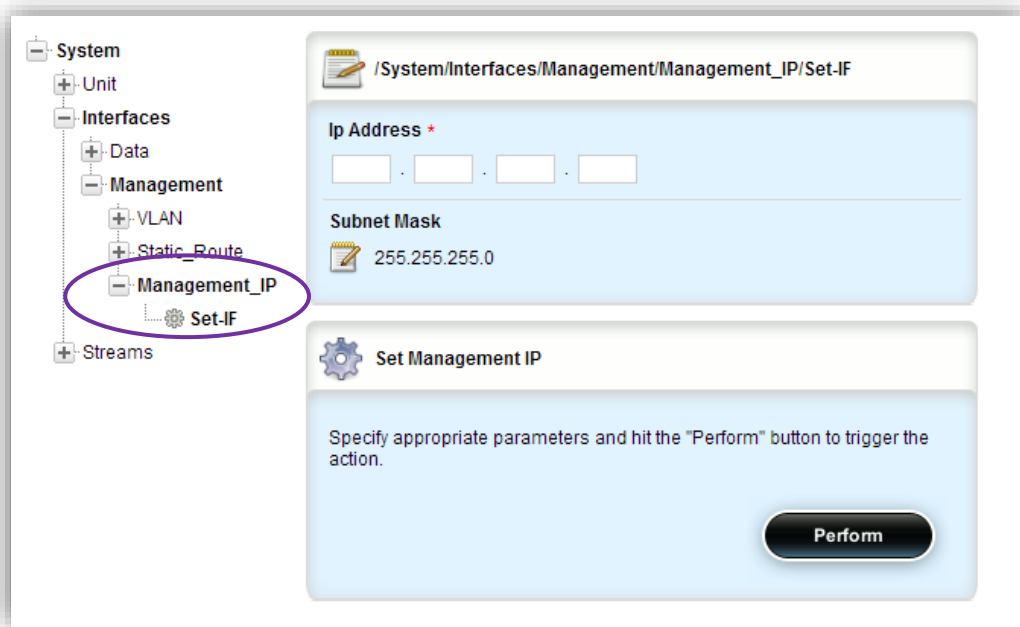 System
Unit
Interfaces
Data
Management
VLAN
Static_Route
Management_IP
Set-IF
Streams
/System/Interfaces/Management/Management_IP/Set-IF
Ip Address *
. . .
Subnet Mask
255.255.255.0
Set Management IP
Specify appropriate parameters and hit the "Perform" button to trigger the
action.
Perform